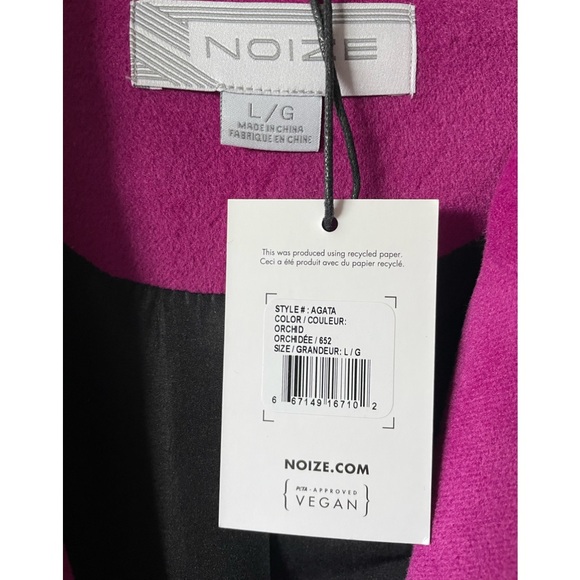 NOIZE
L/G
MADE IN CHINA
FABRIQUE EN CHINE
This was produced using recycled paper.
Ceci a été produit avec du papier recyclé.
STYLE # : AGATA
COLOR / COULEUR:
ORCHID
ORCHIDÉE / 652
SIZE / GRANDEUR: L / G
6 67149 16710 2
NOIZE.COM
PETA - APPROVED
VEGAN